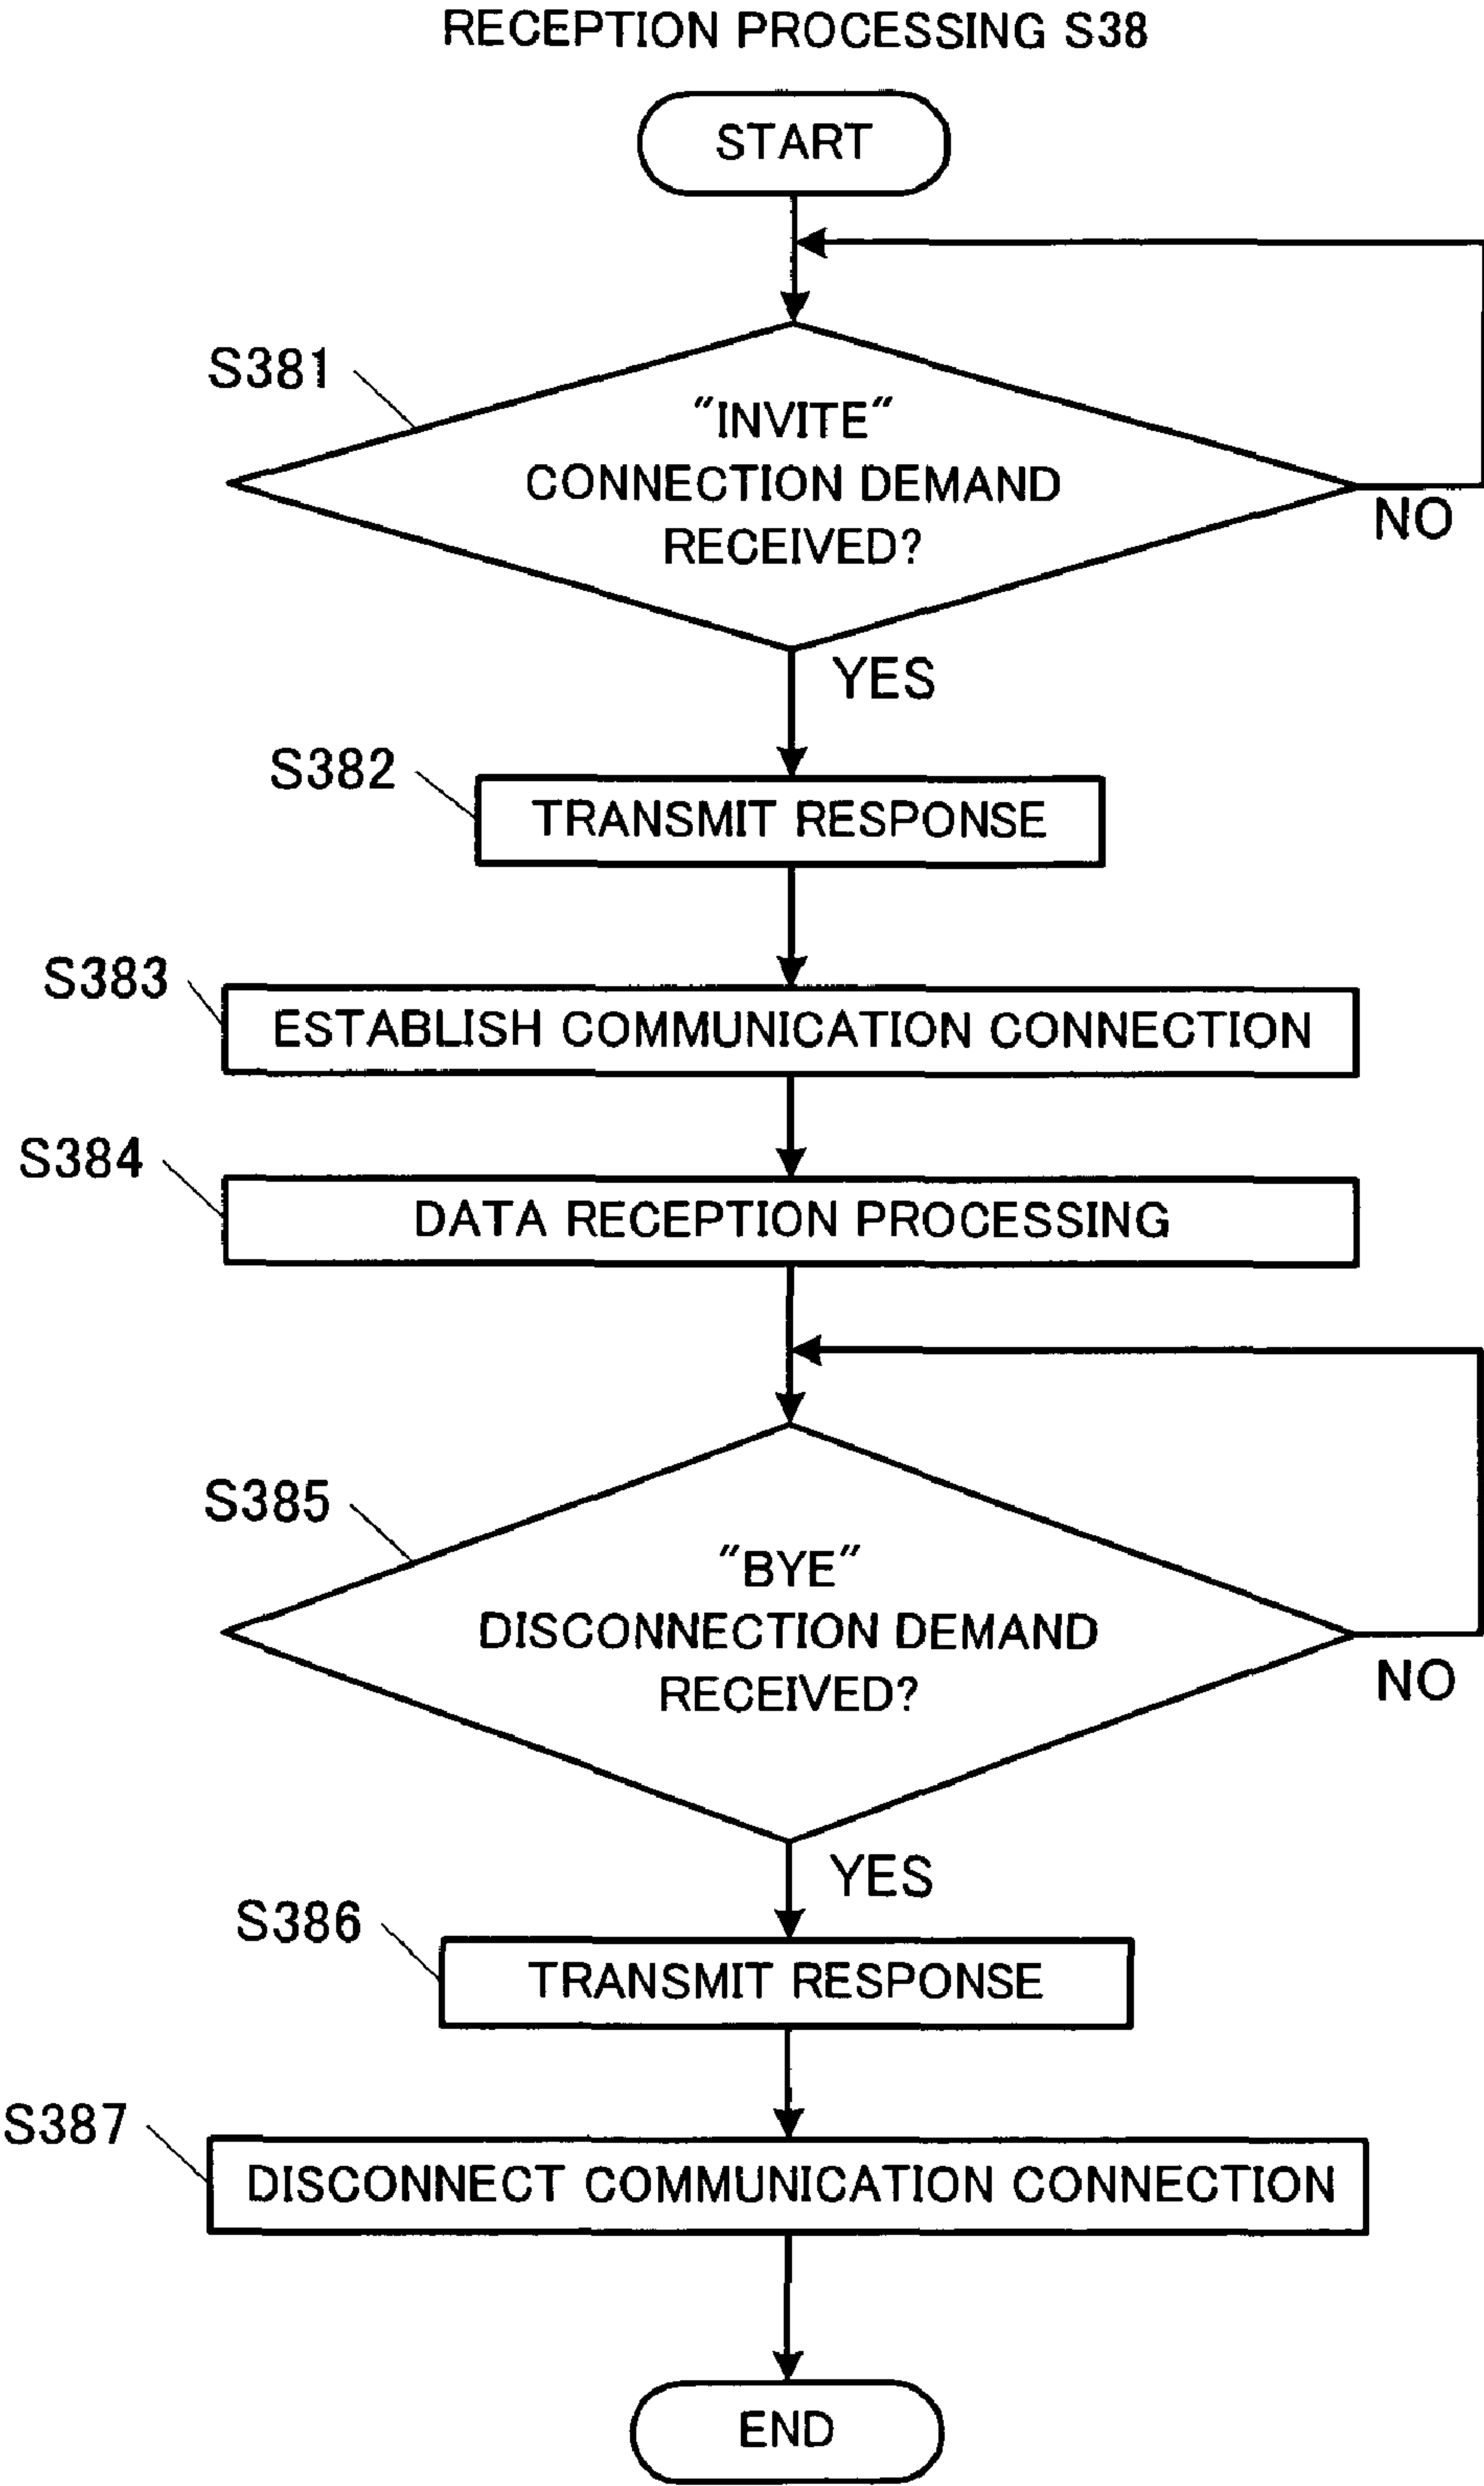 RECEPTION PROCESSING S38
START
S381
"INVITE"
CONNECTION DEMAND
RECEIVED?
NO
YES
S382
TRANSMIT RESPONSE
S383
ESTABLISH COMMUNICATION CONNECTION
S384
DATA RECEPTION PROCESSING
S385
"BYE"
DISCONNECTION DEMAND
RECEIVED?
NO
YES
S386
TRANSMIT RESPONSE
S387
DISCONNECT COMMUNICATION CONNECTION
END